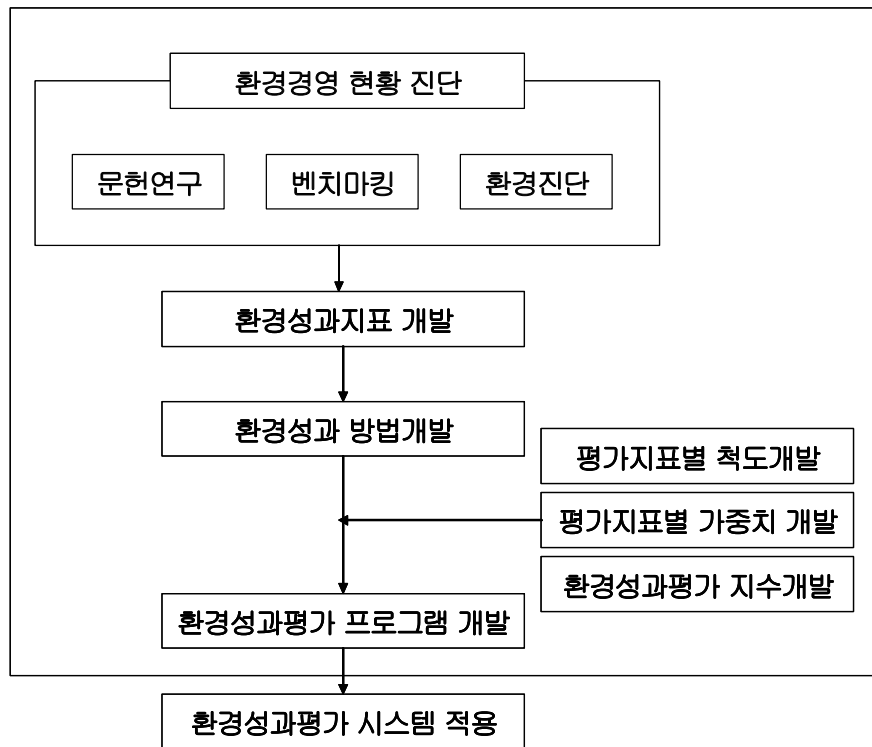 환경경영 현황 진단
문헌연구
벤치마킹
환경진단
환경성과지표 개발
환경성과 방법개발
평가지표별 척도개발
평가지표별 가중치 개발
환경성과평가 지수개발
환경성과평가 프로그램 개발
환경성과평가 시스템 적용